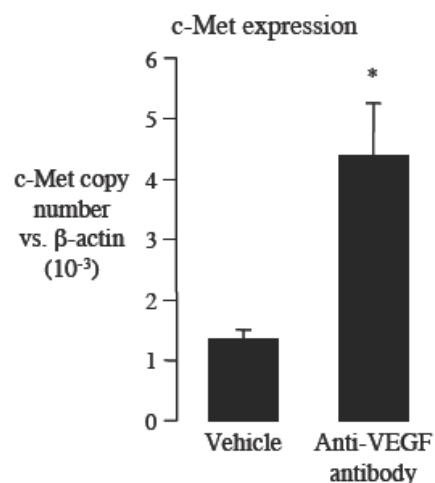 c-Met expression
c-Met copy
number
vs. β-actin
(10⁻³)
6
5
4
3
2
1
0
*
Vehicle
Anti-VEGF
antibody